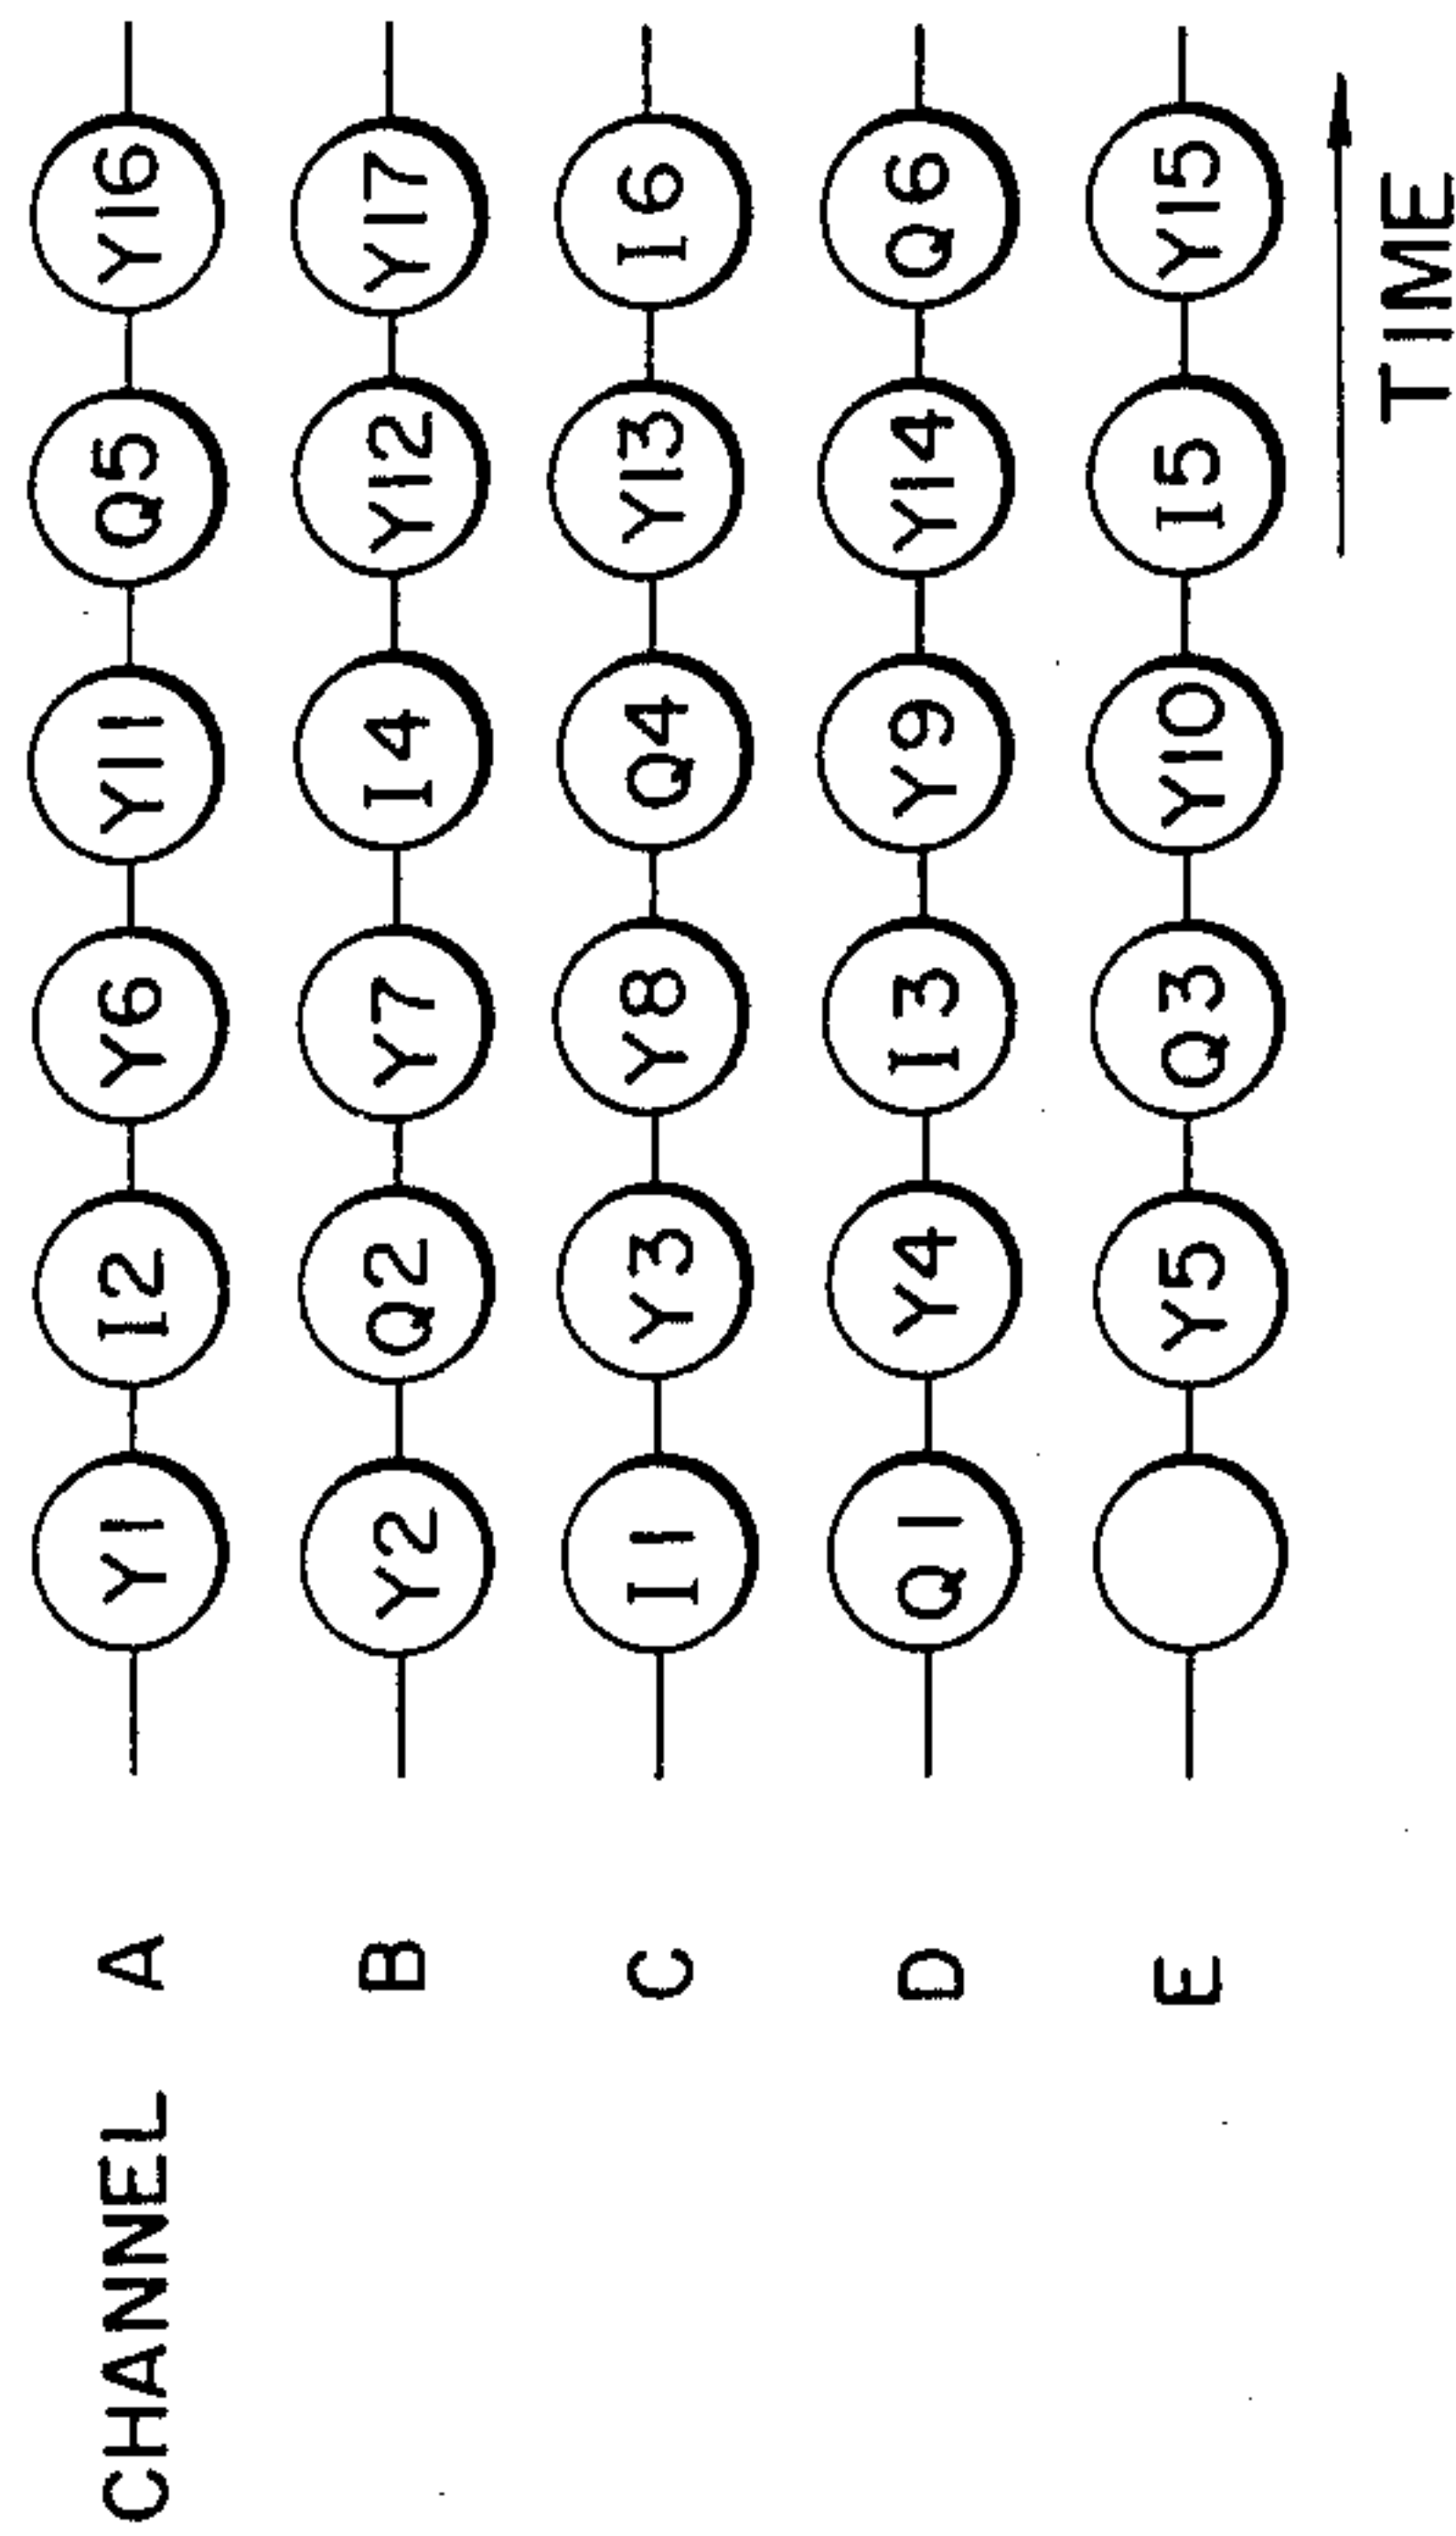 CHANNEL A Y1 I2 Y6 Y11 Q5 Y16
B Y2 Q2 Y7 I4 Y12 Y17
C I1 Y3 Y8 Q4 Y13 I6
D Q1 Y4 I3 Y9 Y14 Q6
E Y5 Q3 Y10 I5 Y15
TIME